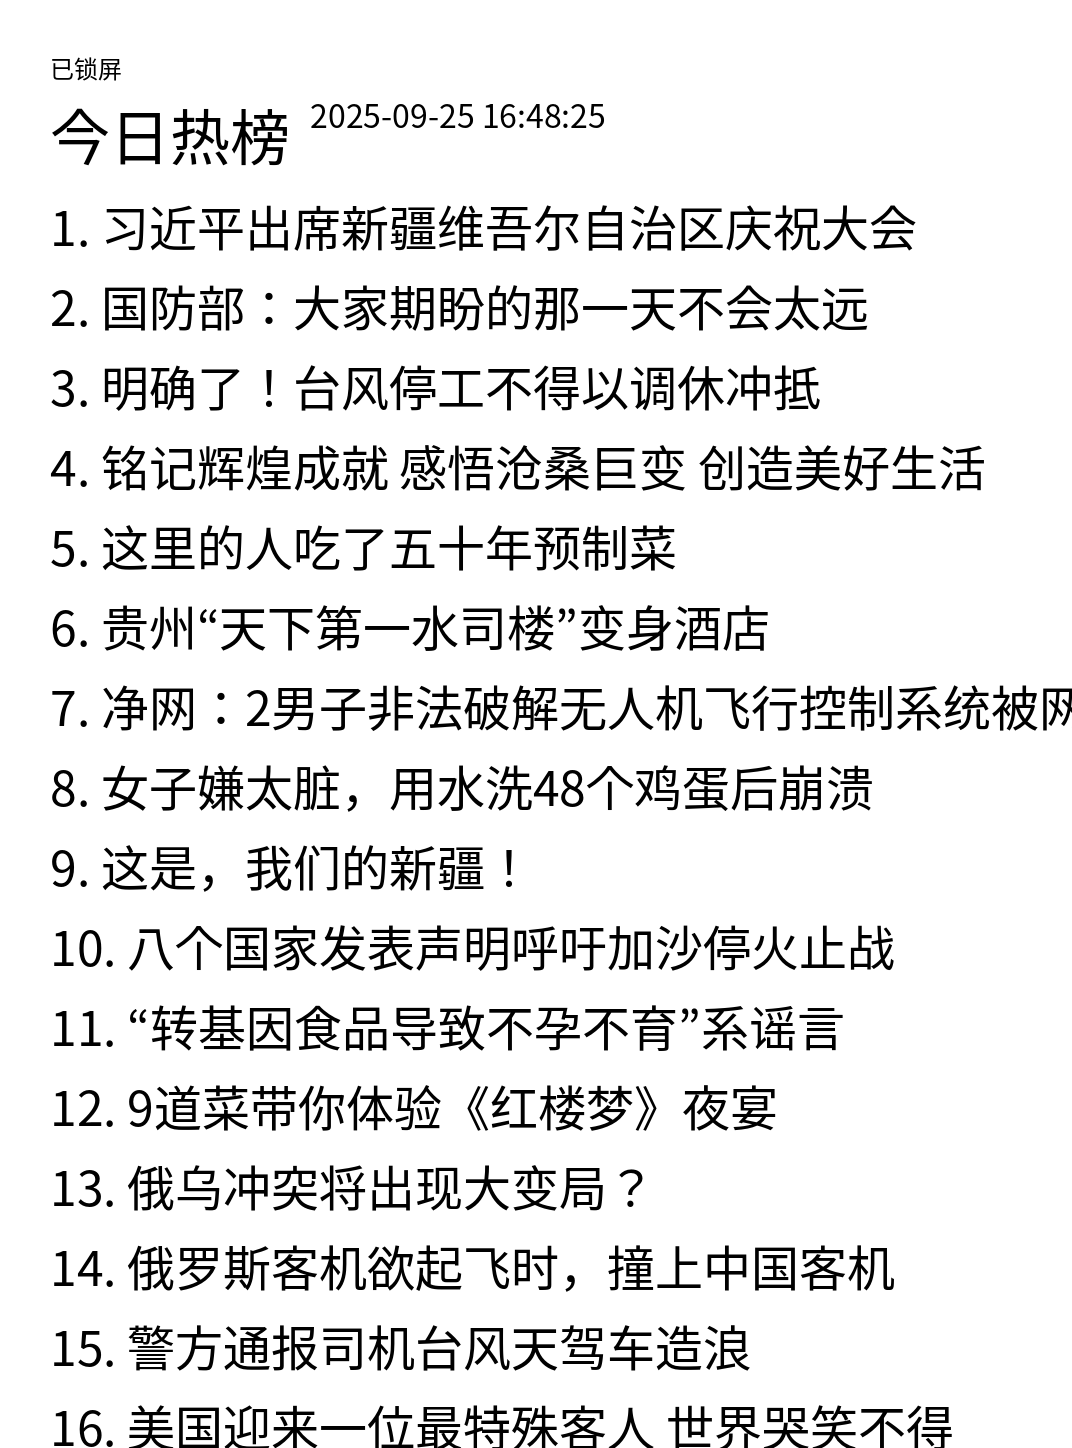 已锁屏
今日热榜 2025-09-25 16:48:25
1. 习近平出席新疆维吾尔自治区庆祝大会
2. 国防部：大家期盼的那一天不会太远
3. 明确了！台风停工不得以调休冲抵
4. 铭记辉煌成就 感悟沧桑巨变 创造美好生活
5. 这里的人吃了五十年预制菜
6. 贵州“天下第一水司楼”变身酒店
7. 净网：2男子非法破解无人机飞行控制系统被网
8. 女子嫌太脏，用水洗48个鸡蛋后崩溃
9. 这是，我们的新疆！
10. 八个国家发表声明呼吁加沙停火止战
11. “转基因食品导致不孕不育”系谣言
12. 9道菜带你体验《红楼梦》夜宴
13. 俄乌冲突将出现大变局？
14. 俄罗斯客机欲起飞时，撞上中国客机
15. 警方通报司机台风天驾车造浪
16. 美国迎来一位最特殊客人 世界哭笑不得